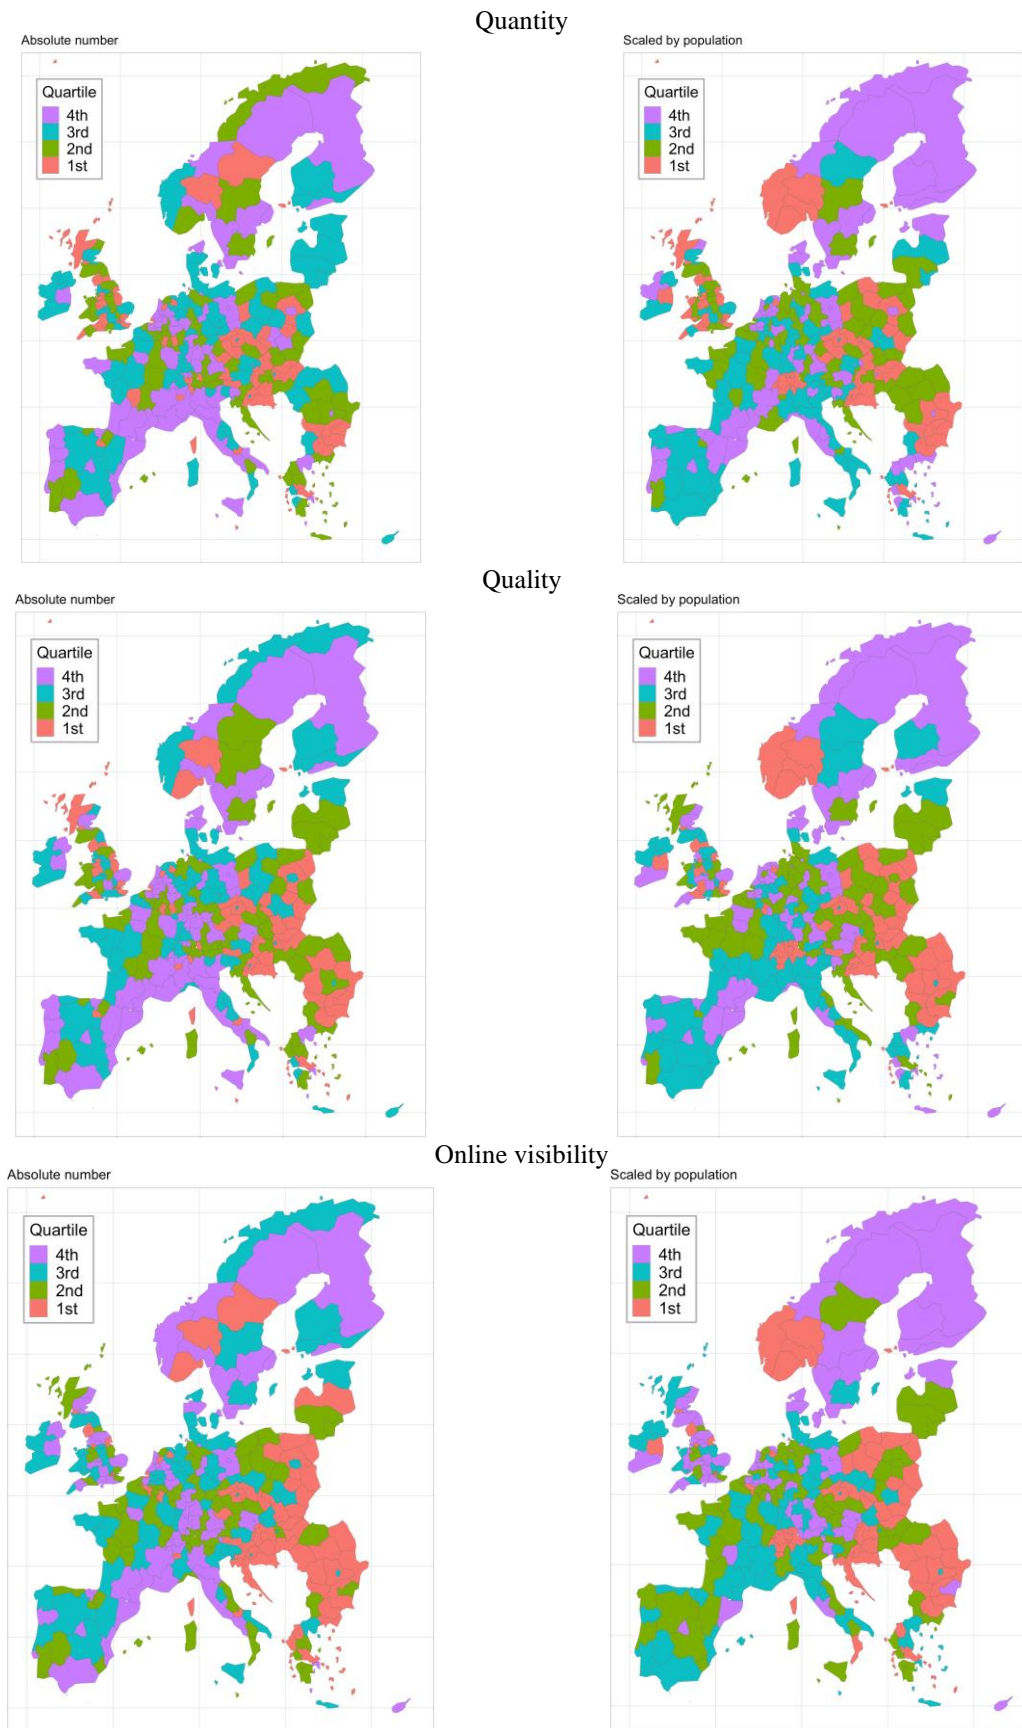 Quantity
Absolute number
Quartile
4th
3rd
2nd
1st
Scaled by population
Quartile
4th
3rd
2nd
1st
Quality
Absolute number
Quartile
4th
3rd
2nd
1st
Scaled by population
Quartile
4th
3rd
2nd
1st
Online visibility
Absolute number
Quartile
4th
3rd
2nd
1st
Scaled by population
Quartile
4th
3rd
2nd
1st